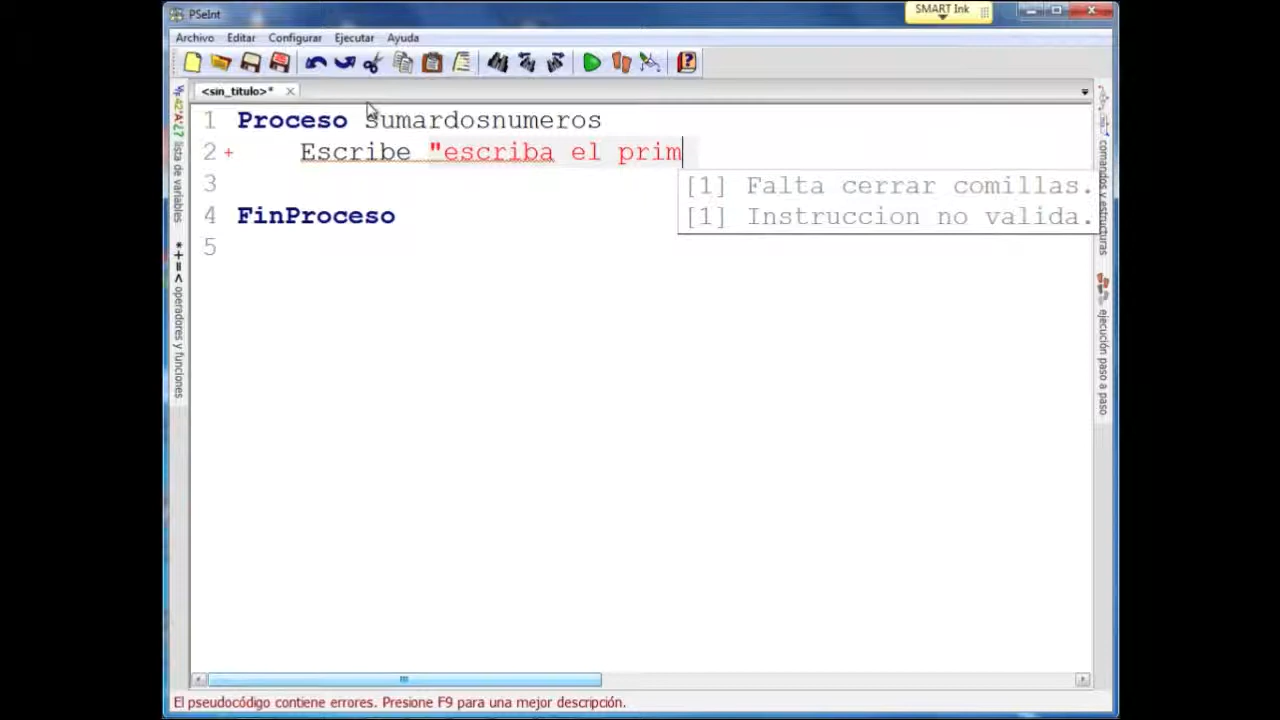 PSeInt
SMART Ink
Archivo Editar Configurar Ejecutar Ayuda
<sin_titulo>*
1 Proceso sumardosnumeros
2 + Escribe "escriba el prim
[1] Falta cerrar comillas.
3
[1] Instruccion no valida.
4 FinProceso
5
lista de variables
*+=< operadores y funciones
comandos y estructuras
ejecución paso a paso
El pseudocódigo contiene errores. Presione F9 para una mejor descripción.